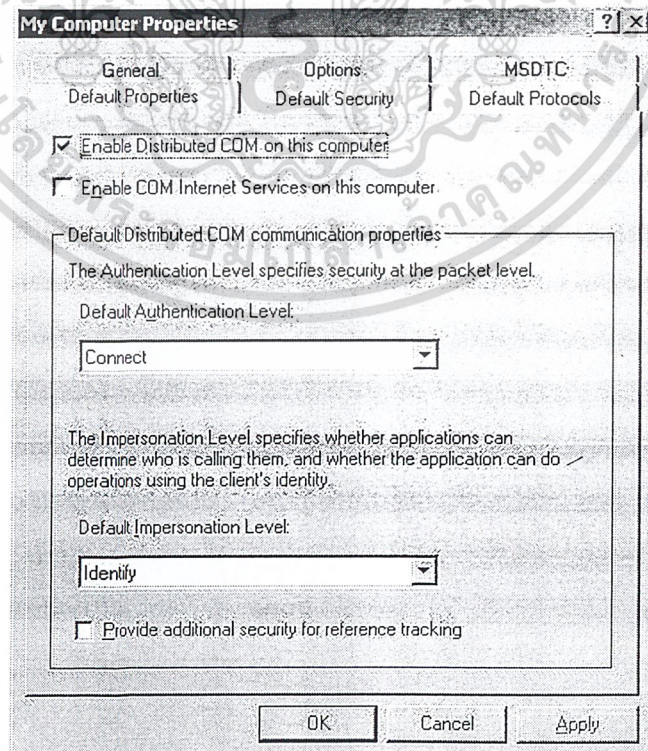 My Computer Properties
General Options MSDTC
Default Properties Default Security Default Protocols
Enable Distributed COM on this computer
Enable COM Internet Services on this computer
Default Distributed COM communication properties
The Authentication Level specifies security at the packet level.
Default Authentication Level:
Connect
The Impersonation Level specifies whether applications can
determine who is calling them, and whether the application can do
operations using the client's identity.
Default Impersonation Level:
Identify
Provide additional security for reference tracking
OK Cancel Apply